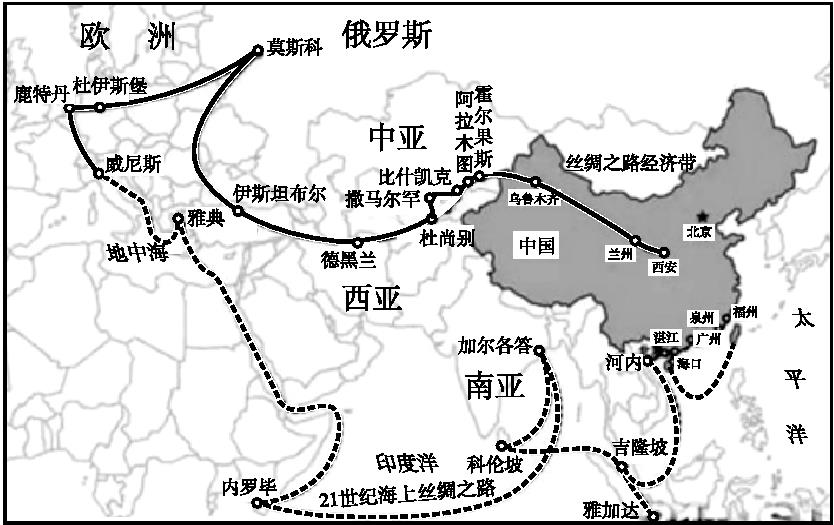 欧 洲
俄罗斯
莫斯科
杜伊斯堡
鹿特丹
威尼斯
中亚
阿拉木图
霍尔果斯
丝绸之路经济带
比什凯克
撒马尔罕
乌鲁木齐
伊斯坦布尔
雅典
地中海
杜尚别
德黑兰
中国
北京
兰州
西安
西亚
太平洋
福州
泉州
广州
湛江
海口
河内
加尔各答
南亚
吉隆坡
科伦坡
印度洋
内罗毕
21世纪海上丝绸之路
雅加达